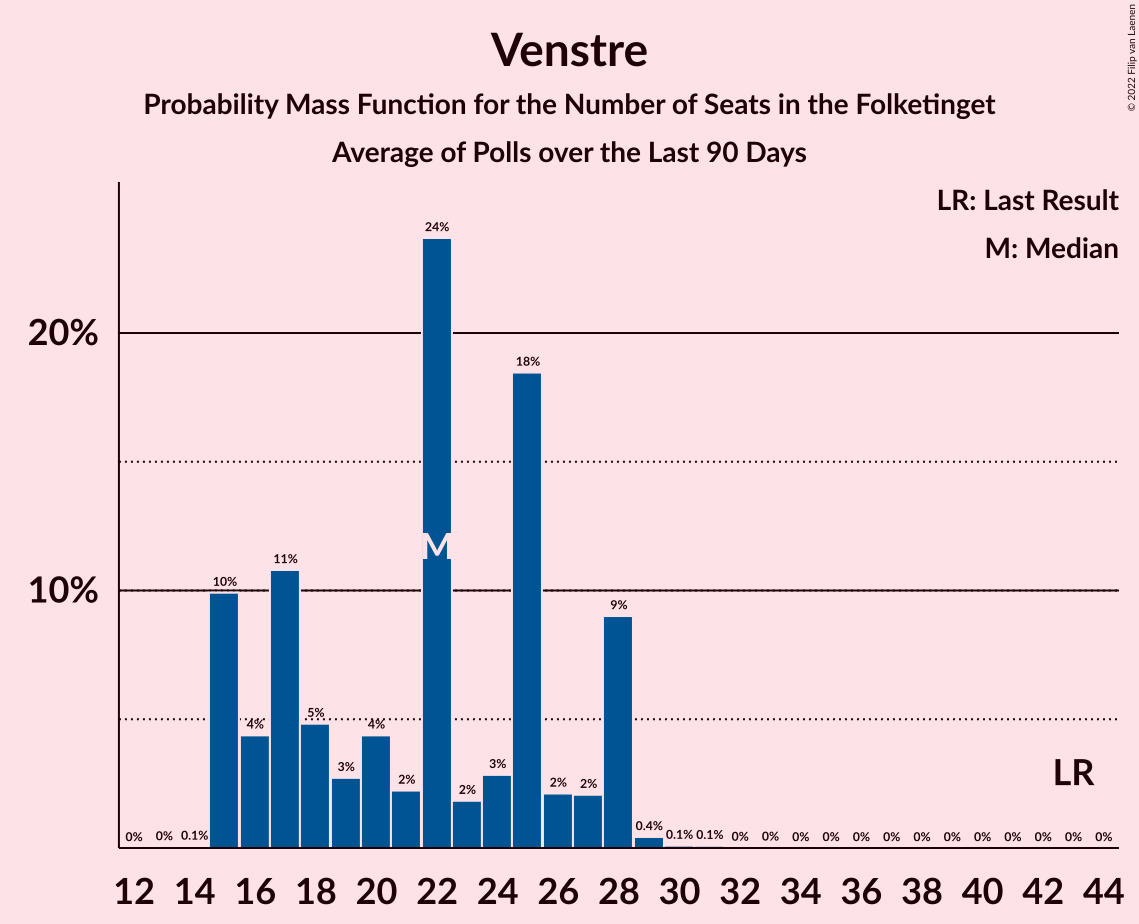 Venstre
Probability Mass Function for the Number of Seats in the Folketinget
Average of Polls over the Last 90 Days
© 2022 Filip van Laenen
LR: Last Result
M: Median
20%
10%
0% 0% 0.1% 10% 4% 11% 5% 3% 4% 2% 24% 2% 3% 18% 2% 2% 9% 0.4% 0.1% 0.1% 0% 0% 0% 0% 0% 0% 0% 0% 0% 0% 0% 0% 0%
M
LR
12 14 16 18 20 22 24 26 28 30 32 34 36 38 40 42 44